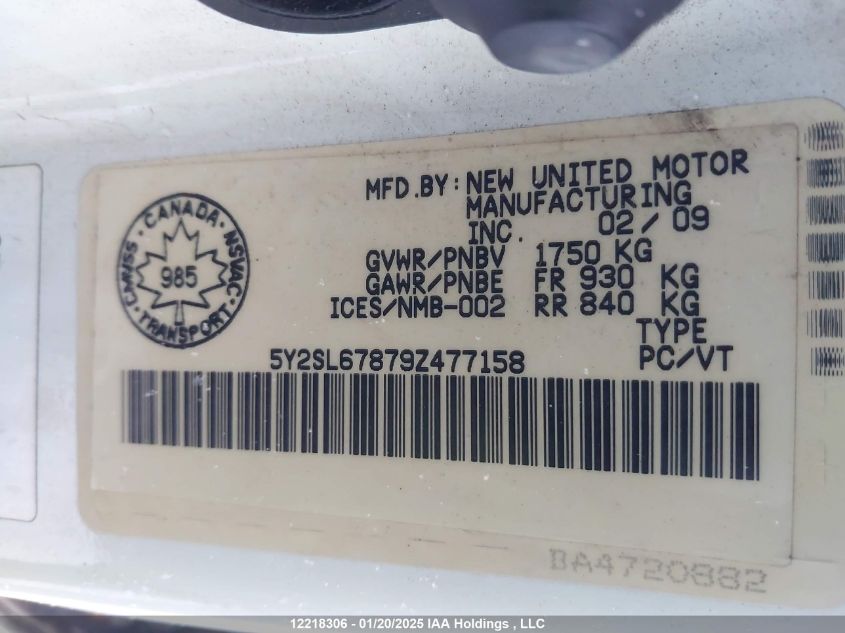 MFD.BY: NEW UNITED MOTOR
MANUFACTURING
INC. 02/09
GVWR/PNBV 1750 KG
GAWR/PNBE FR 930 KG
ICES/NMB-002 RR 840 KG
TYPE
5Y2SL67879Z477158 PC/VT
CANADA · NSVAC · TRANSPORT · CMVSS ·
985
BA4720882
12218306 - 01/20/2025 IAA Holdings , LLC